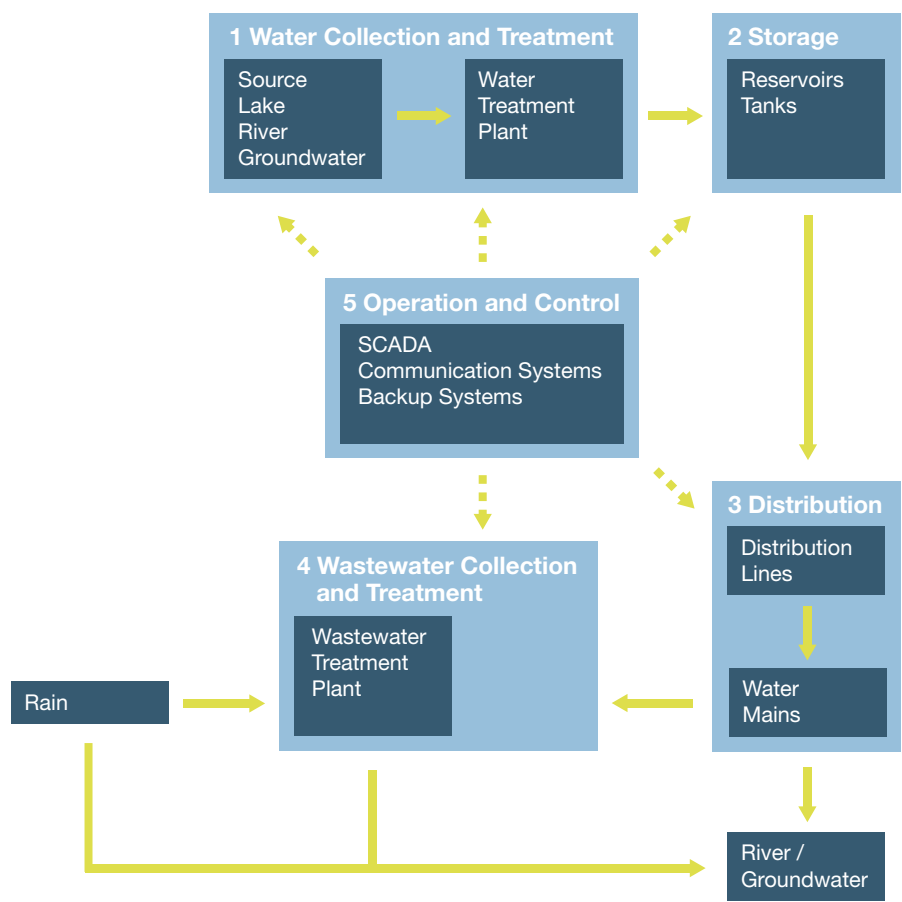 1 Water Collection and Treatment
Source
Lake
River
Groundwater
Water
Treatment
Plant
2 Storage
Reservoirs
Tanks
5 Operation and Control
SCADA
Communication Systems
Backup Systems
3 Distribution
Distribution
Lines
Water
Mains
4 Wastewater Collection
and Treatment
Wastewater
Treatment
Plant
Rain
River /
Groundwater